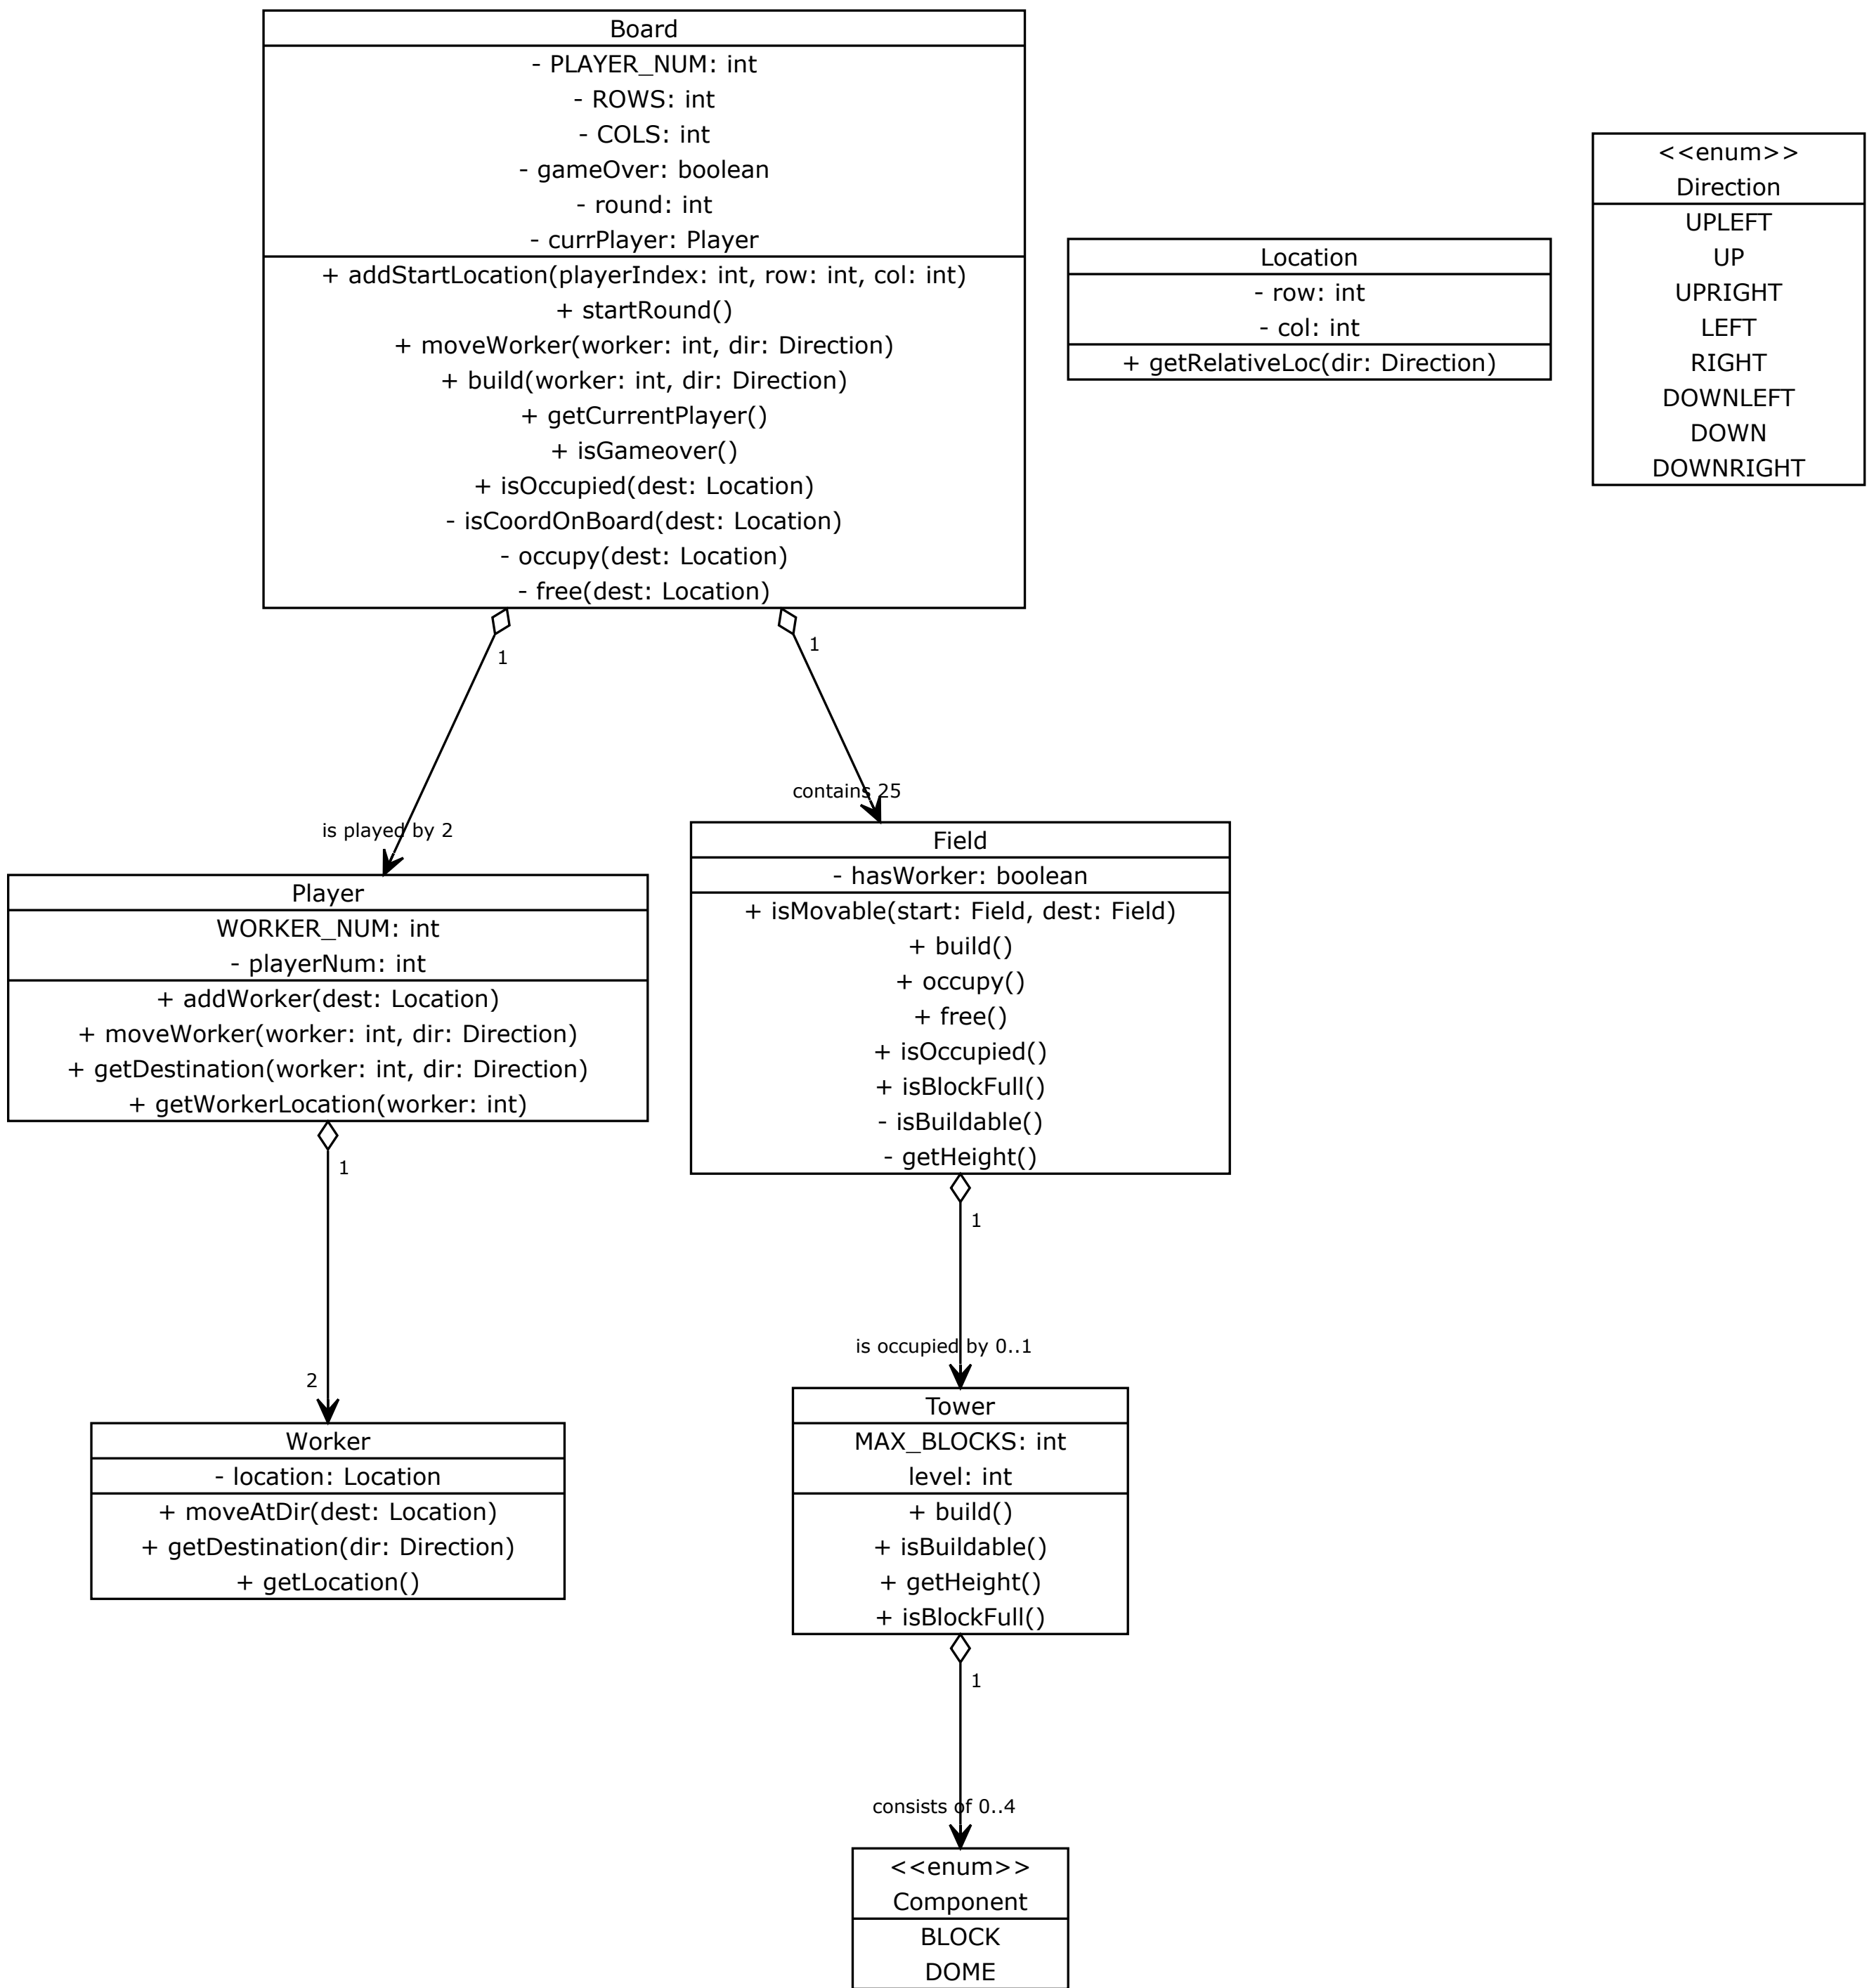 Board
- PLAYER_NUM: int
- ROWS: int
- COLS: int
- gameOver: boolean
- round: int
- currPlayer: Player
+ addStartLocation(playerIndex: int, row: int, col: int)
+ startRound()
+ moveWorker(worker: int, dir: Direction)
+ build(worker: int, dir: Direction)
+ getCurrentPlayer()
+ isGameover()
+ isOccupied(dest: Location)
- isCoordOnBoard(dest: Location)
- occupy(dest: Location)
- free(dest: Location)
Location
- row: int
- col: int
+ getRelativeLoc(dir: Direction)
<<enum>>
Direction
UPLEFT
UP
UPRIGHT
LEFT
RIGHT
DOWNLEFT
DOWN
DOWNRIGHT
1
1
is played by 2
contains 25
Player
WORKER_NUM: int
- playerNum: int
+ addWorker(dest: Location)
+ moveWorker(worker: int, dir: Direction)
+ getDestination(worker: int, dir: Direction)
+ getWorkerLocation(worker: int)
Field
- hasWorker: boolean
+ isMovable(start: Field, dest: Field)
+ build()
+ occupy()
+ free()
+ isOccupied()
+ isBlockFull()
- isBuildable()
- getHeight()
1
2
1
is occupied by 0..1
Worker
- location: Location
+ moveAtDir(dest: Location)
+ getDestination(dir: Direction)
+ getLocation()
Tower
MAX_BLOCKS: int
level: int
+ build()
+ isBuildable()
+ getHeight()
+ isBlockFull()
1
consists of 0..4
<<enum>>
Component
BLOCK
DOME